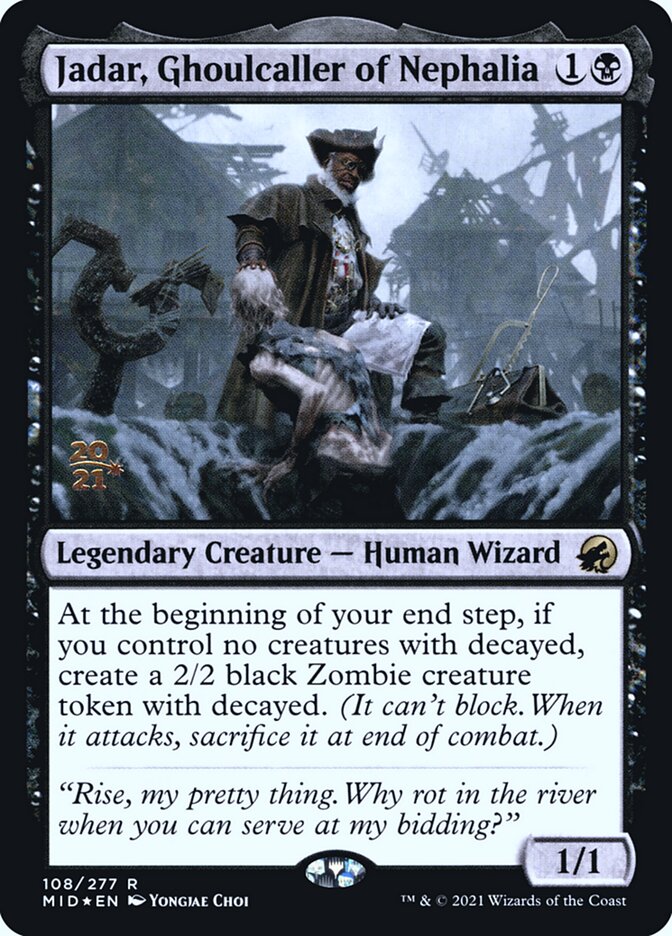 Jadar, Ghoulcaller of Nephalia 1
20
21
Legendary Creature — Human Wizard
At the beginning of your end step, if
you control no creatures with decayed,
create a 2/2 black Zombie creature
token with decayed. (It can't block. When
it attacks, sacrifice it at end of combat.)
"Rise, my pretty thing. Why rot in the river
when you can serve at my bidding?"
1/1
108/277 R
MID★EN Yongjae Choi
™ & © 2021 Wizards of the Coast